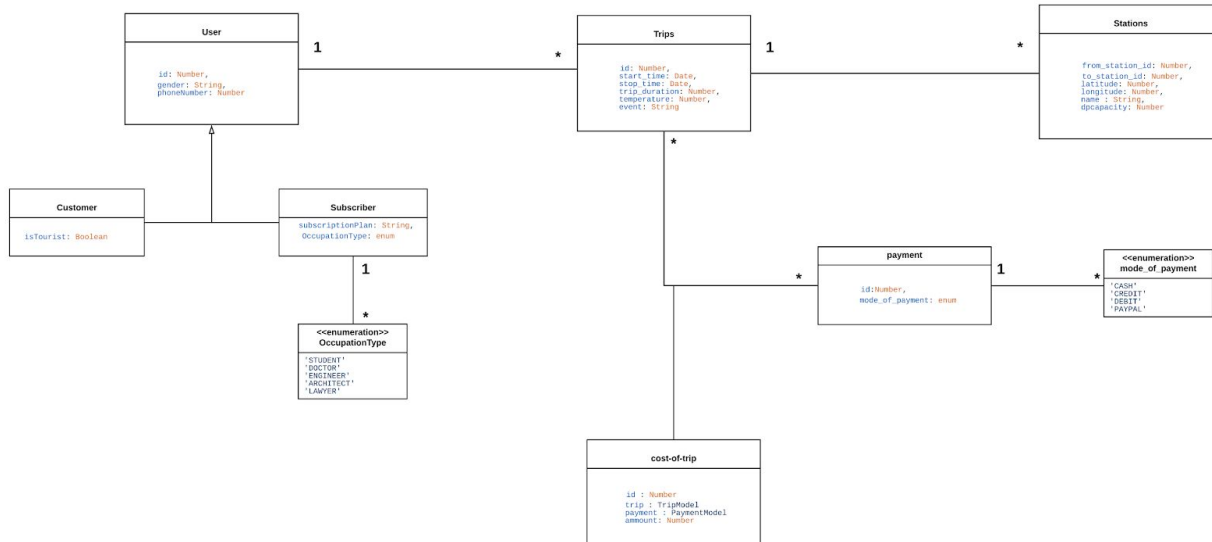 User
id: Number,
gender: String,
phoneNumber: Number
1
*
Trips
id: Number,
start_time: Date,
stop_time: Date,
trip_duration: Number,
temperature: Number,
event: String
1
*
Stations
from_station_id: Number,
to_station_id: Number,
latitude: Number,
longitude: Number,
name : String,
dpcapacity: Number
*
Customer
isTourist: Boolean
Subscriber
subscriptionPlan: String,
OccupationType: enum
1
*
<<enumeration>>
OccupationType
'STUDENT'
'DOCTOR'
'ENGINEER'
'ARCHITECT'
'LAWYER'
*
payment
id:Number,
mode_of_payment: enum
1
*
<<enumeration>>
mode_of_payment
'CASH'
'CREDIT'
'DEBIT'
'PAYPAL'
cost-of-trip
id : Number
trip : TripModel
payment : PaymentModel
ammount: Number